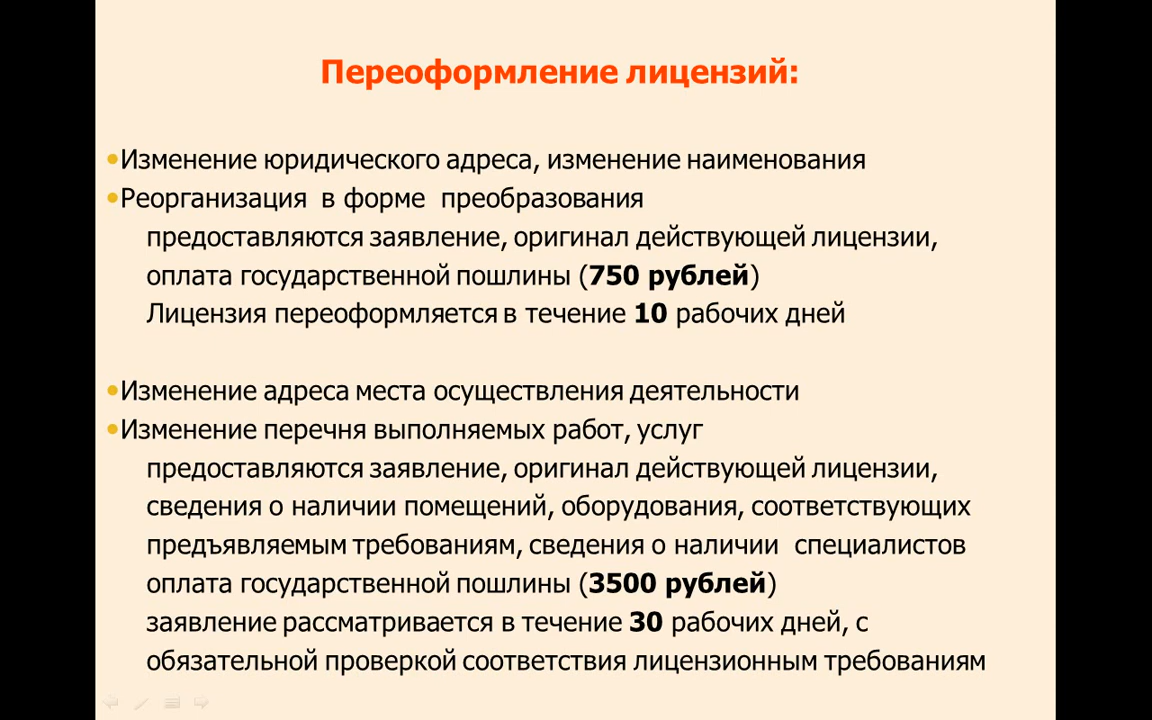 Переоформление лицензий:
•Изменение юридического адреса, изменение наименования
•Реорганизация в форме преобразования
предоставляются заявление, оригинал действующей лицензии,
оплата государственной пошлины (750 рублей)
Лицензия переоформляется в течение 10 рабочих дней
•Изменение адреса места осуществления деятельности
•Изменение перечня выполняемых работ, услуг
предоставляются заявление, оригинал действующей лицензии,
сведения о наличии помещений, оборудования, соответствующих
предъявляемым требованиям, сведения о наличии специалистов
оплата государственной пошлины (3500 рублей)
заявление рассматривается в течение 30 рабочих дней, с
обязательной проверкой соответствия лицензионным требованиям